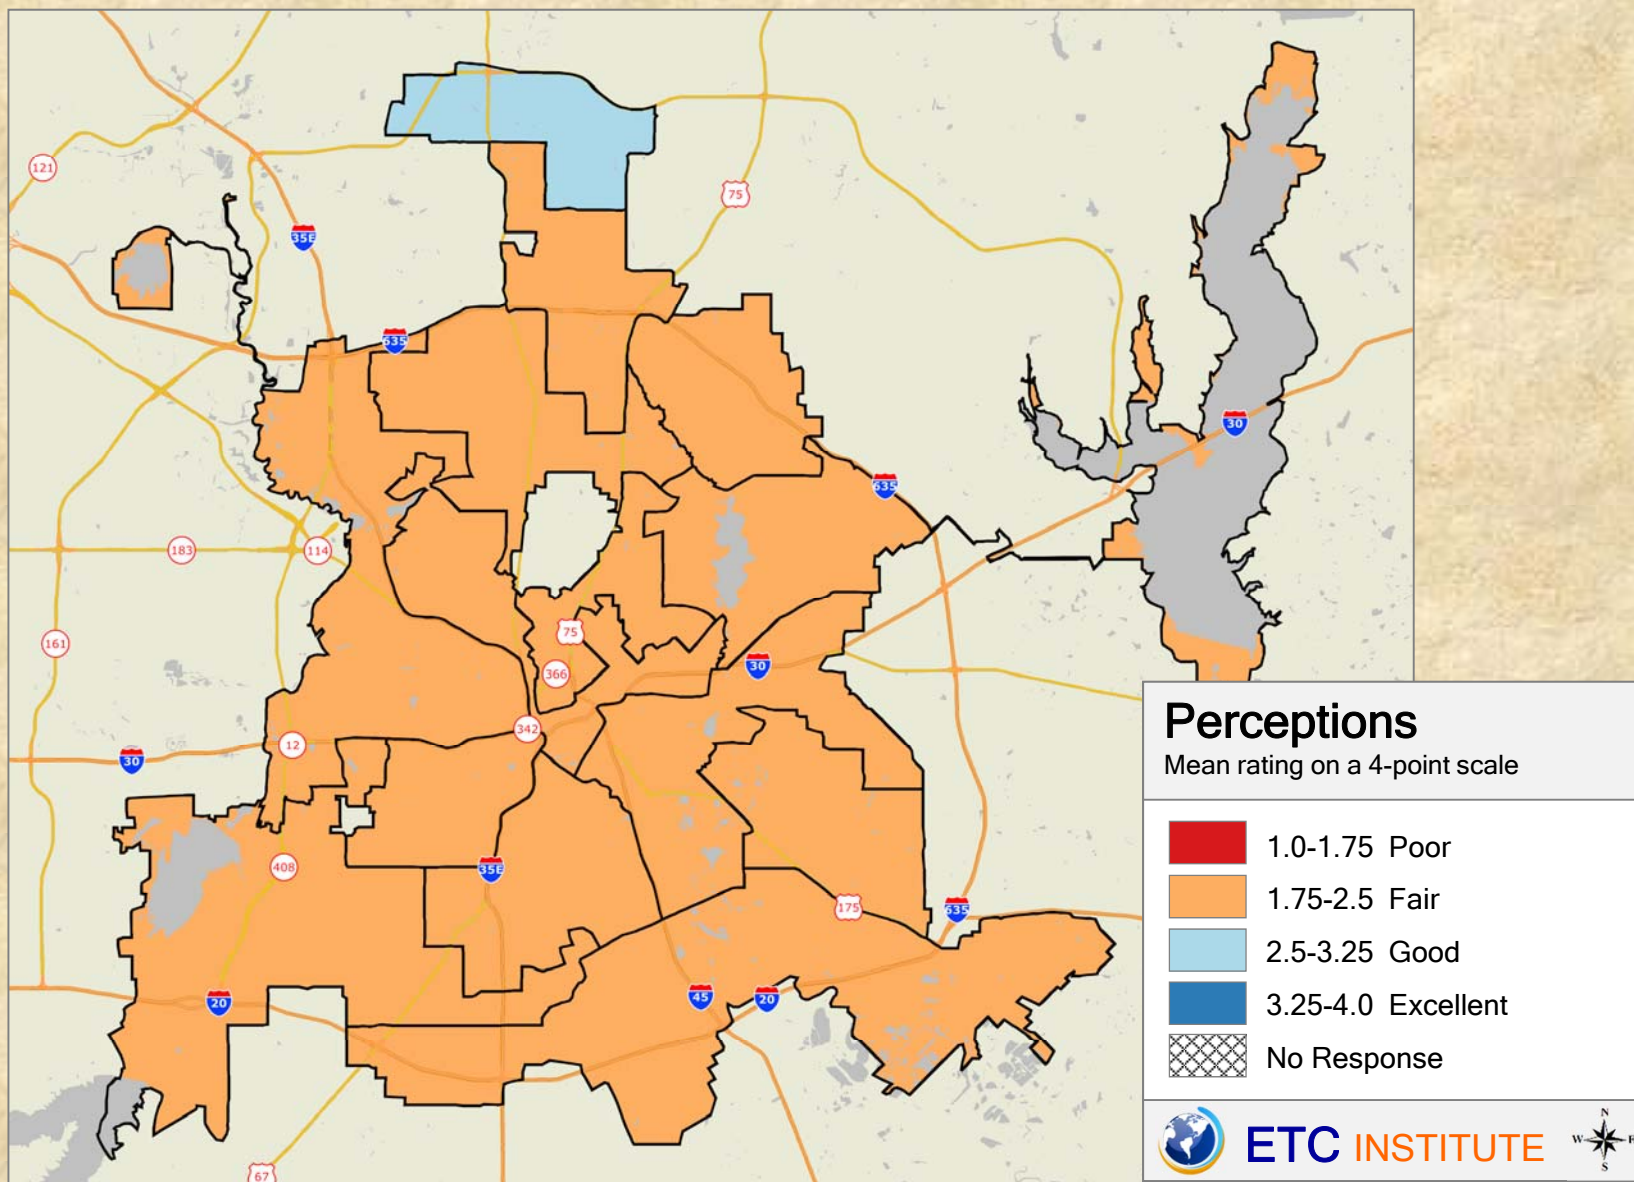 121
75
35E
635
30
635
183
114
161
75
366
30
342
12
30
408
35E
175
635
20
45
20
67
Perceptions
Mean rating on a 4-point scale
1.0-1.75 Poor
1.75-2.5 Fair
2.5-3.25 Good
3.25-4.0 Excellent
No Response
ETC INSTITUTE
N
W E
S